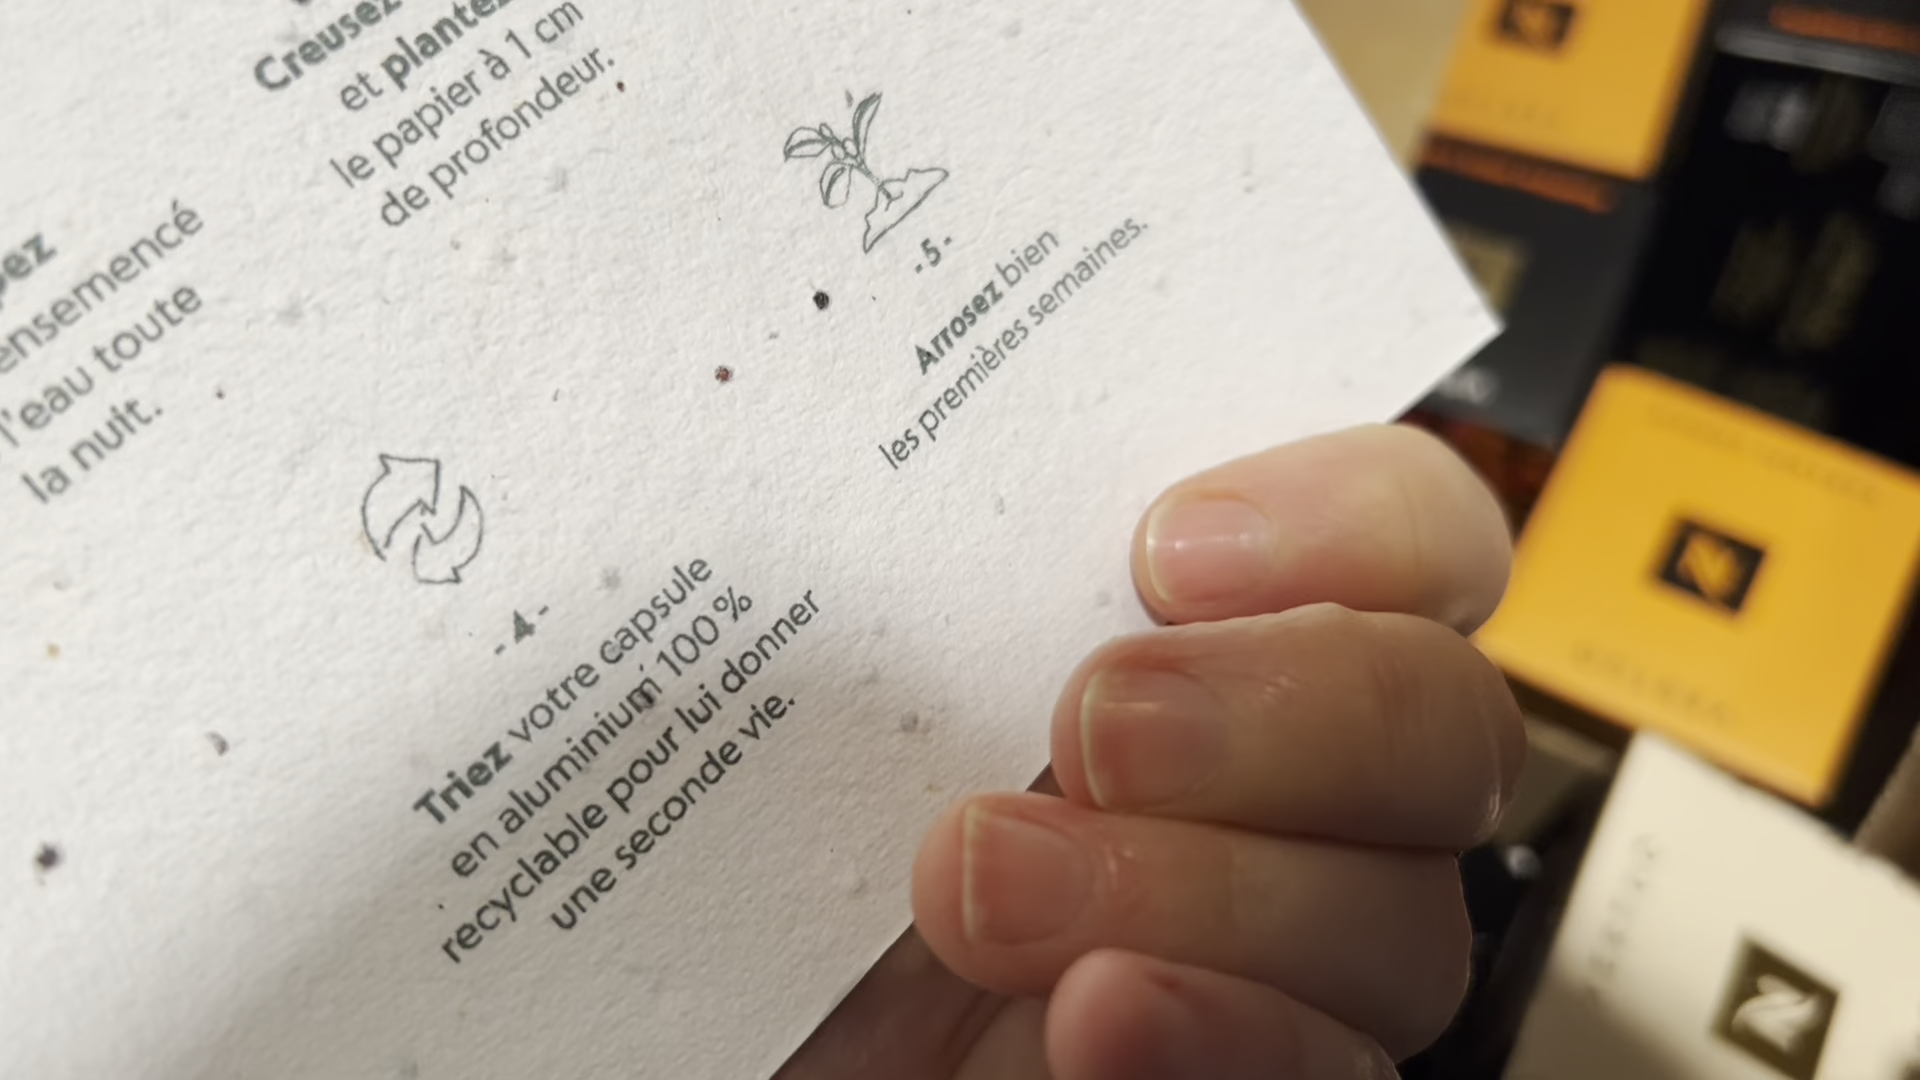 Creusez
et plantez
le papier à 1 cm
de profondeur.
ensemencé
l'eau toute
la nuit.
-5-
Arrosez bien
les premières semaines.
-4-
Triez votre capsule
en aluminium 100%
recyclable pour lui donner
une seconde vie.